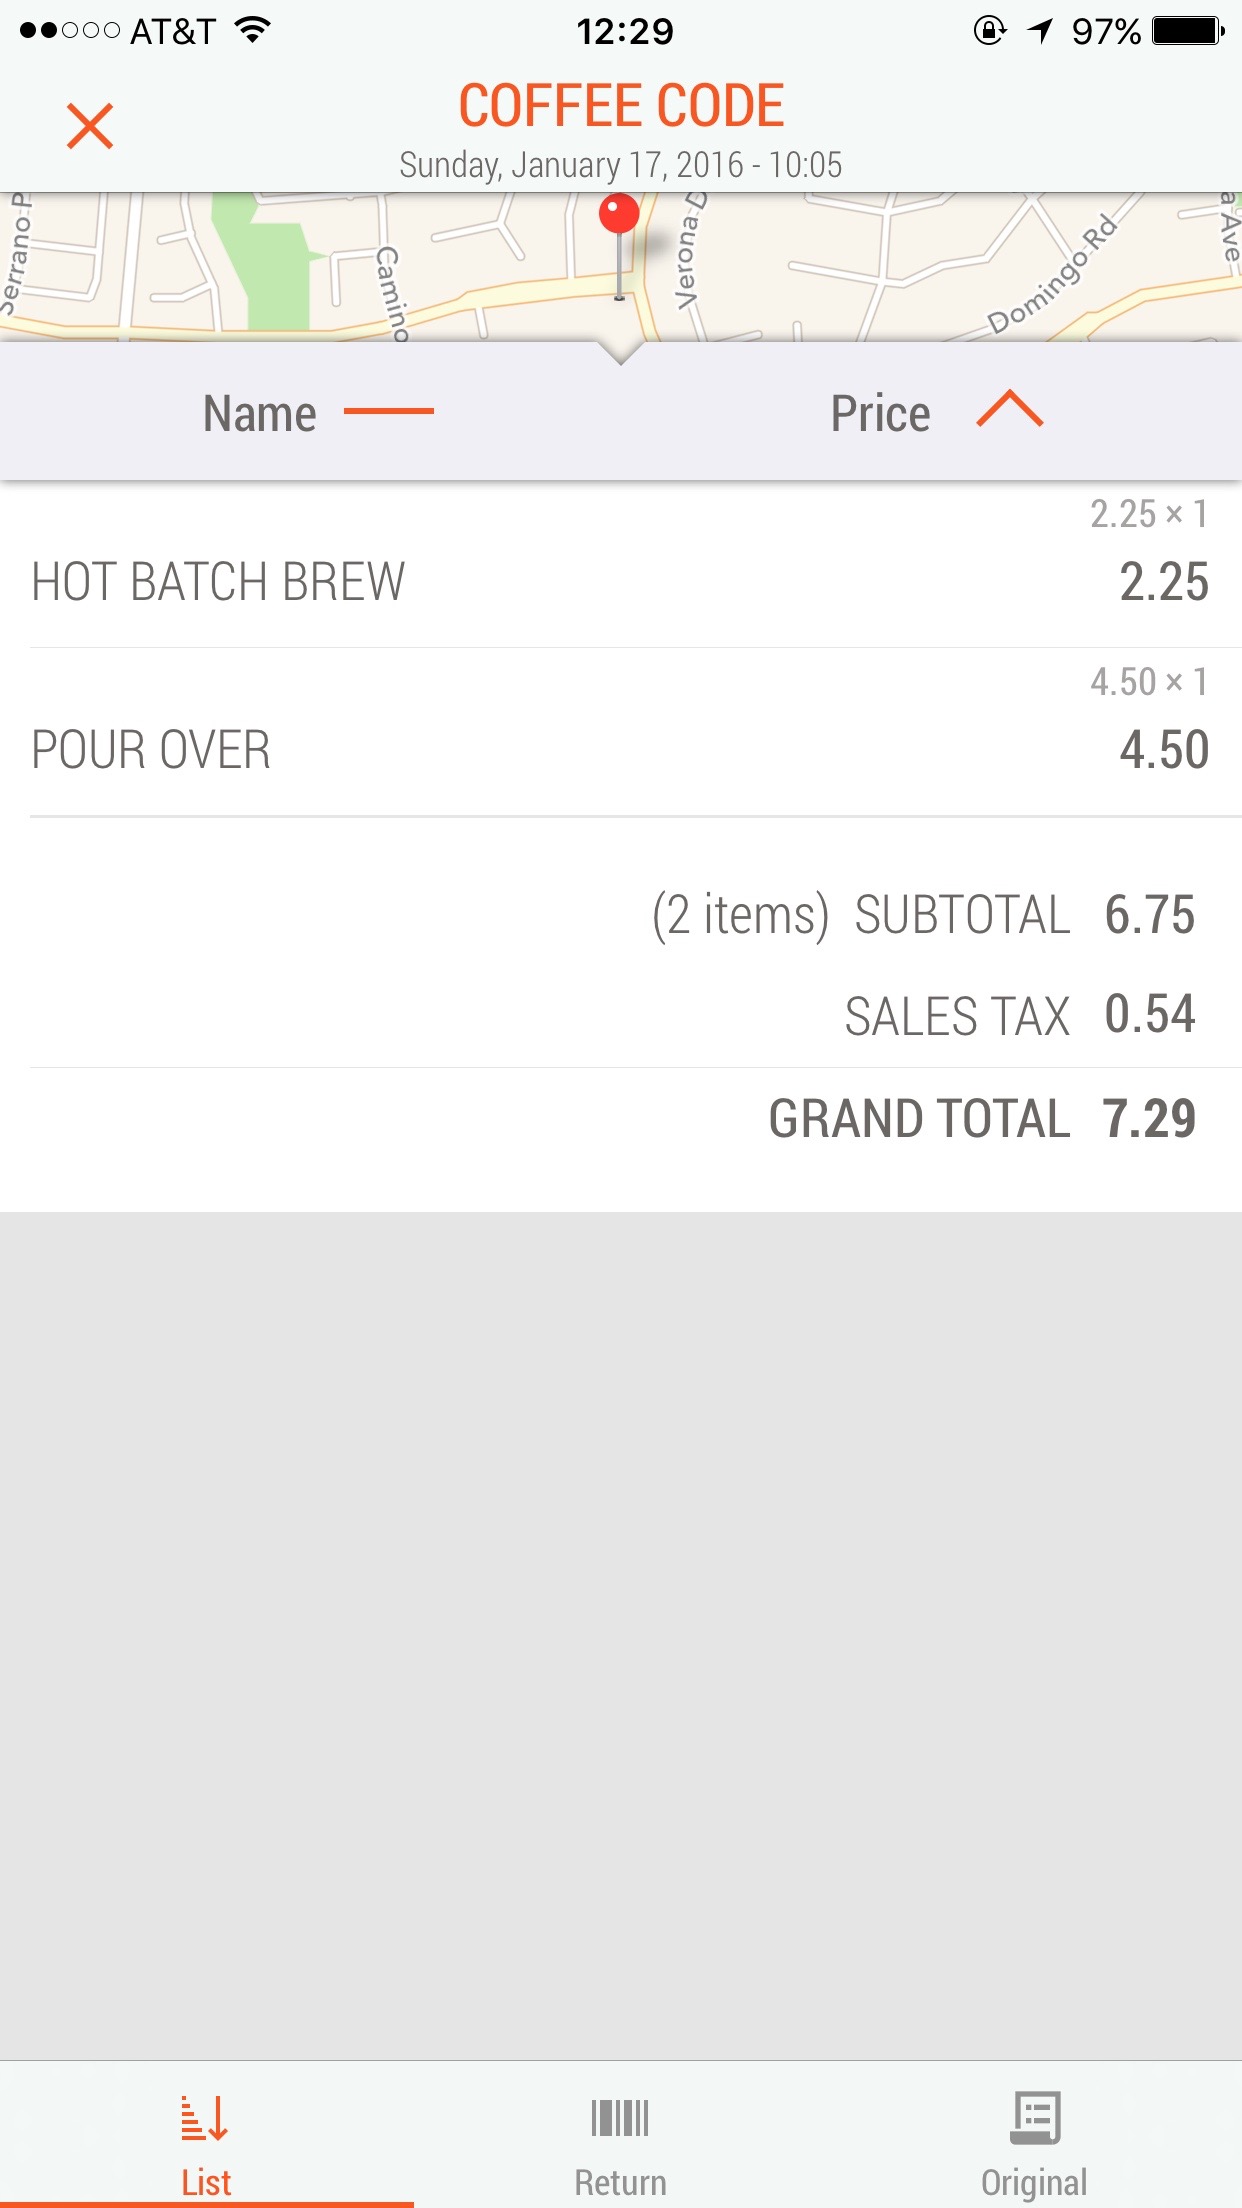 AT&T 12:29 97%
COFFEE CODE
Sunday, January 17, 2016 - 10:05
Serrano P
Camino
Verona D
Domingo Rd
a Ave
Name Price
2.25 × 1
HOT BATCH BREW 2.25
4.50 × 1
POUR OVER 4.50
(2 items) SUBTOTAL 6.75
SALES TAX 0.54
GRAND TOTAL 7.29
List Return Original